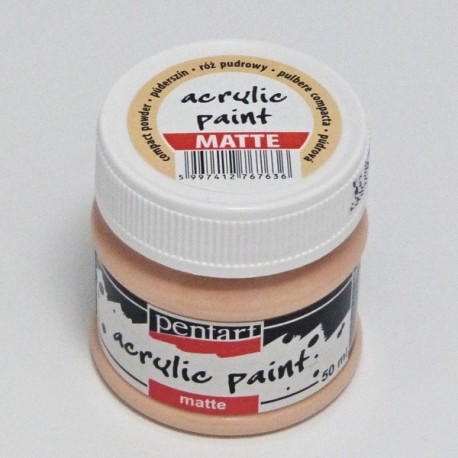 compact powder • púderszín • róż pudrowy • pulbere compacta • púdrová
acrylic
paint
MATTE
5 997412 767636
pentart
acrylic paint
50 ml
matte